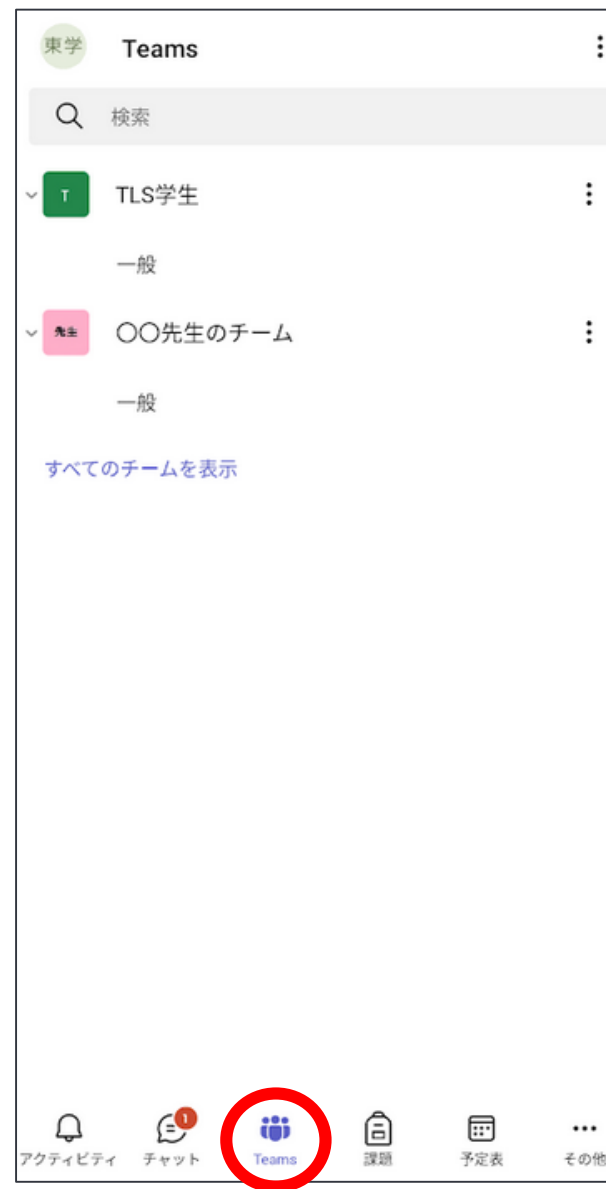 東学 Teams
検索
T TLS学生
一般
先生 〇〇先生のチーム
一般
すべてのチームを表示
1
アクティビティ チャット Teams 課題 予定表 その他